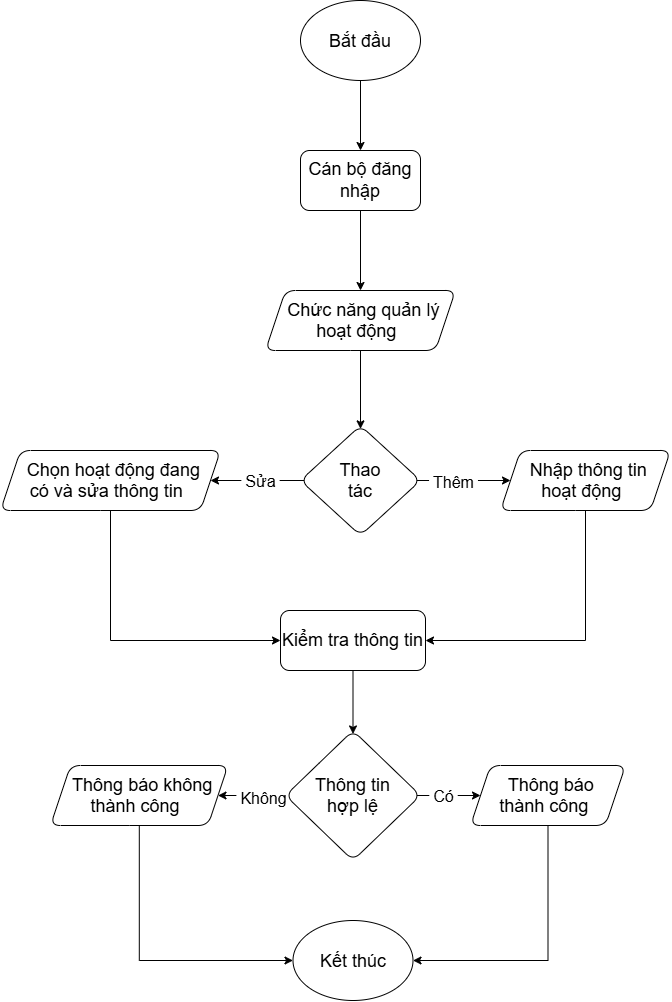 Bắt đầu
Cán bộ đăng
nhập
Chức năng quản lý
hoạt động
Thao
tác
Sửa
Thêm
Chọn hoạt động đang
có và sửa thông tin
Nhập thông tin
hoạt động
Kiểm tra thông tin
Thông tin
hợp lệ
Không
Có
Thông báo không
thành công
Thông báo
thành công
Kết thúc